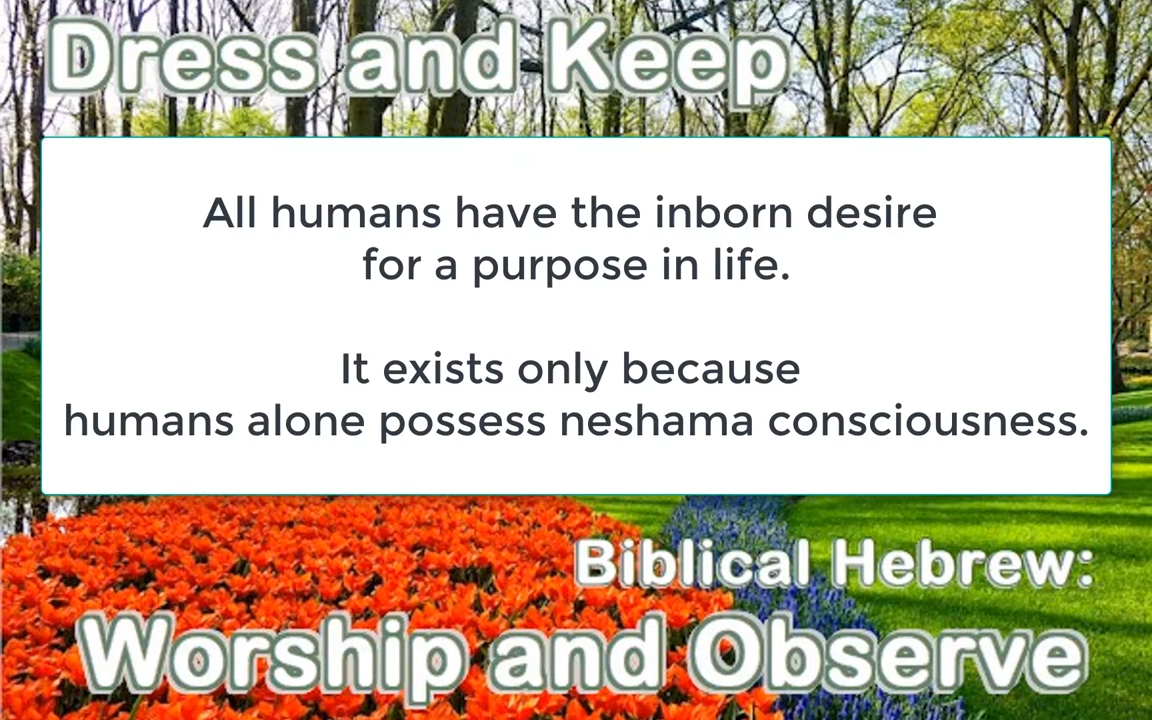 Dress and Keep
All humans have the inborn desire
for a purpose in life.
It exists only because
humans alone possess neshama consciousness.
Biblical Hebrew:
Worship and Observe